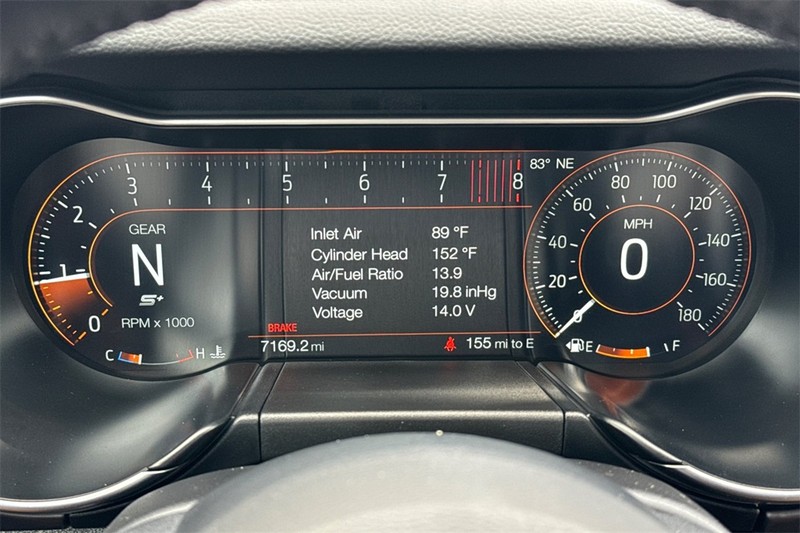 3 4 5 6 7 8 83° NE
2 1 0
GEAR
N
S+
RPM x 1000
C H
Inlet Air 89 °F
Cylinder Head 152 °F
Air/Fuel Ratio 13.9
Vacuum 19.8 inHg
Voltage 14.0 V
BRAKE
7169.2 mi 155 mi to E
0 20 40 60 80 100 120 140 160 180
MPH
0
E F